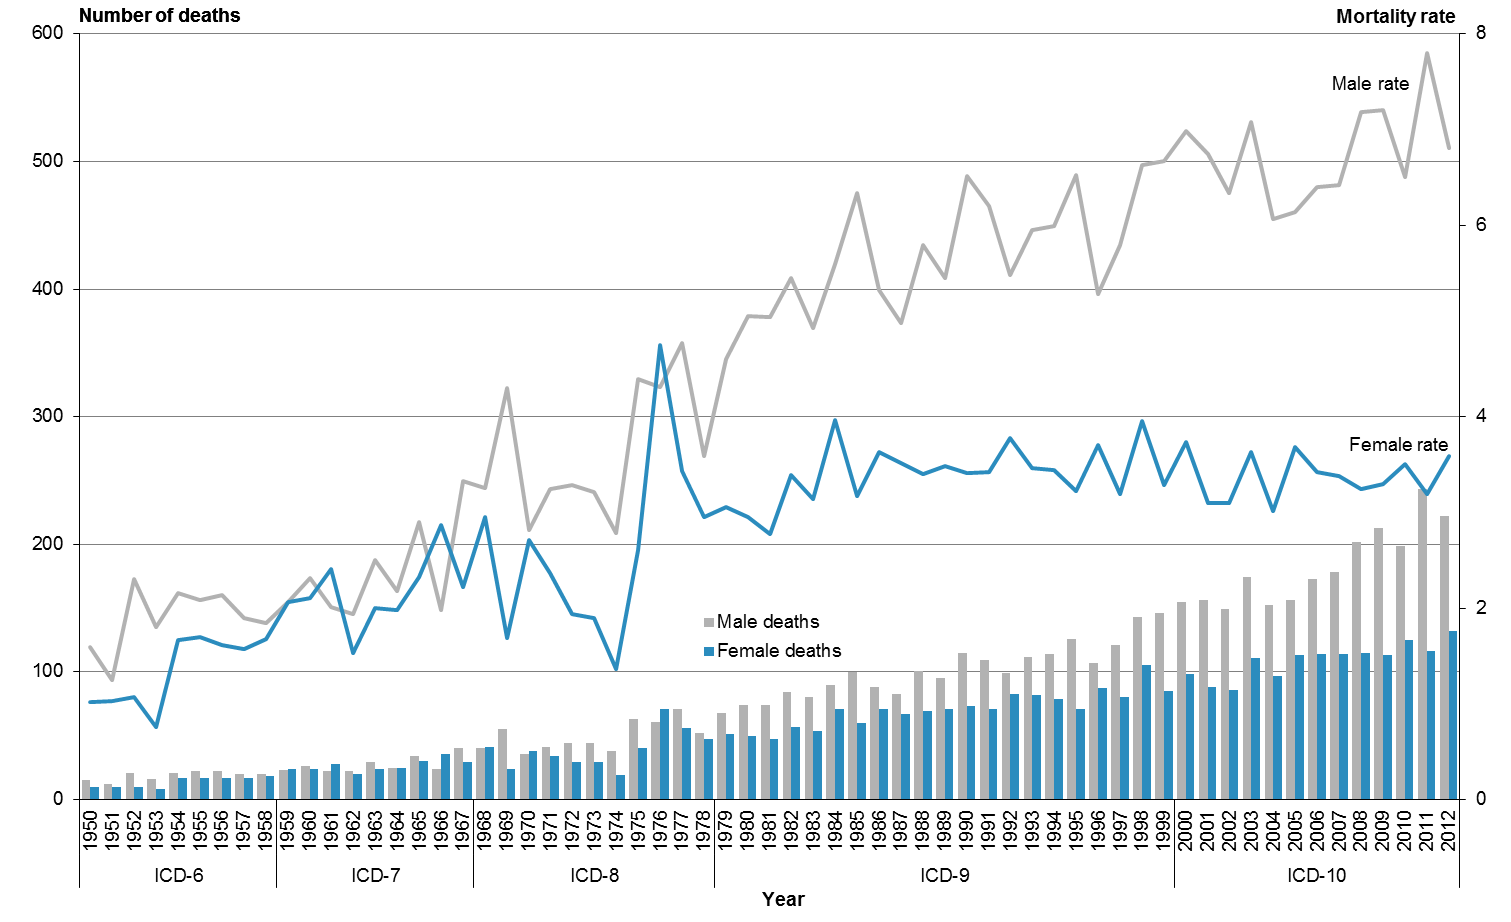 Number of deaths
Mortality rate
600
8
Male rate
500
6
400
300
4
Female rate
200
2
Male deaths
Female deaths
100
0
0
1950 1951 1952 1953 1954 1955 1956 1957 1958 1959 1960 1961 1962 1963 1964 1965 1966 1967 1968 1969 1970 1971 1972 1973 1974 1975 1976 1977 1978 1979 1980 1981 1982 1983 1984 1985 1986 1987 1988 1989 1990 1991 1992 1993 1994 1995 1996 1997 1998 1999 2000 2001 2002 2003 2004 2005 2006 2007 2008 2009 2010 2011 2012
ICD-6 ICD-7 ICD-8 ICD-9 ICD-10
Year